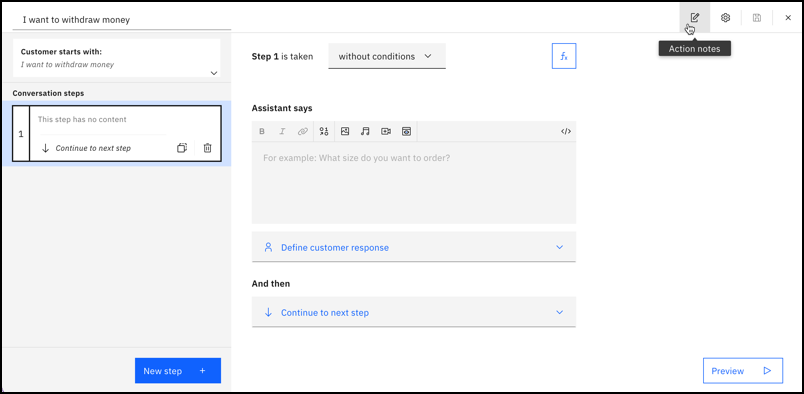 I want to withdraw money
Action notes
Customer starts with:
I want to withdraw money
Conversation steps
1
This step has no content
Continue to next step
New step +
Step 1 is taken
without conditions
fx
Assistant says
B I
</>
For example: What size do you want to order?
Define customer response
And then
Continue to next step
Preview